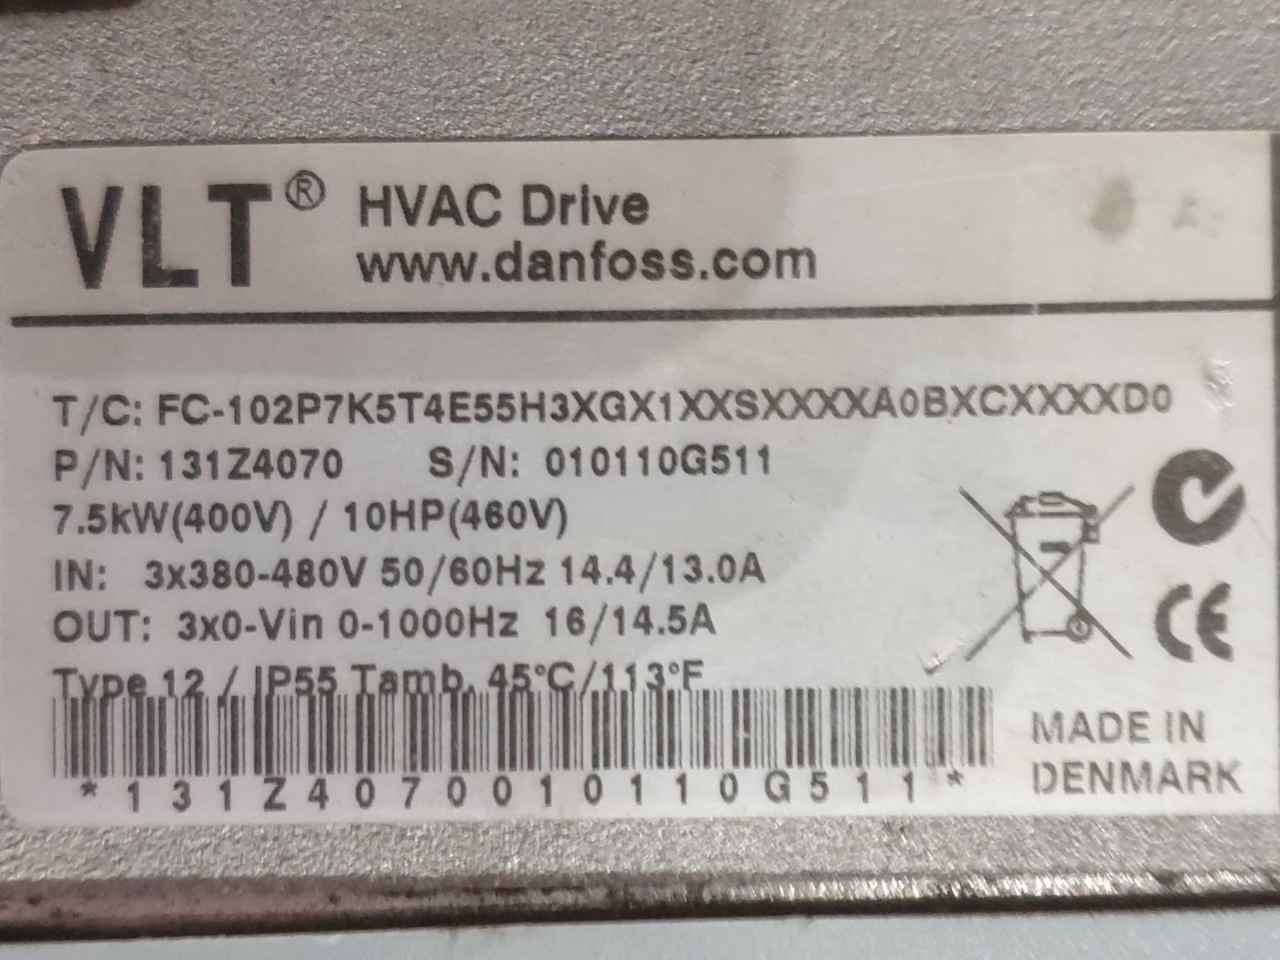 VLT® HVAC Drive
www.danfoss.com
T/C: FC-102P7K5T4E55H3XGX1XXSXXXXA0BXCXXXXD0
P/N: 131Z4070 S/N: 010110G511
7.5kW(400V) / 10HP(460V)
IN: 3x380-480V 50/60Hz 14.4/13.0A
OUT: 3x0-Vin 0-1000Hz 16/14.5A
Type 12 / IP55 Tamb. 45°C/113°F
*131Z4070010110G511*
CE
MADE IN
DENMARK